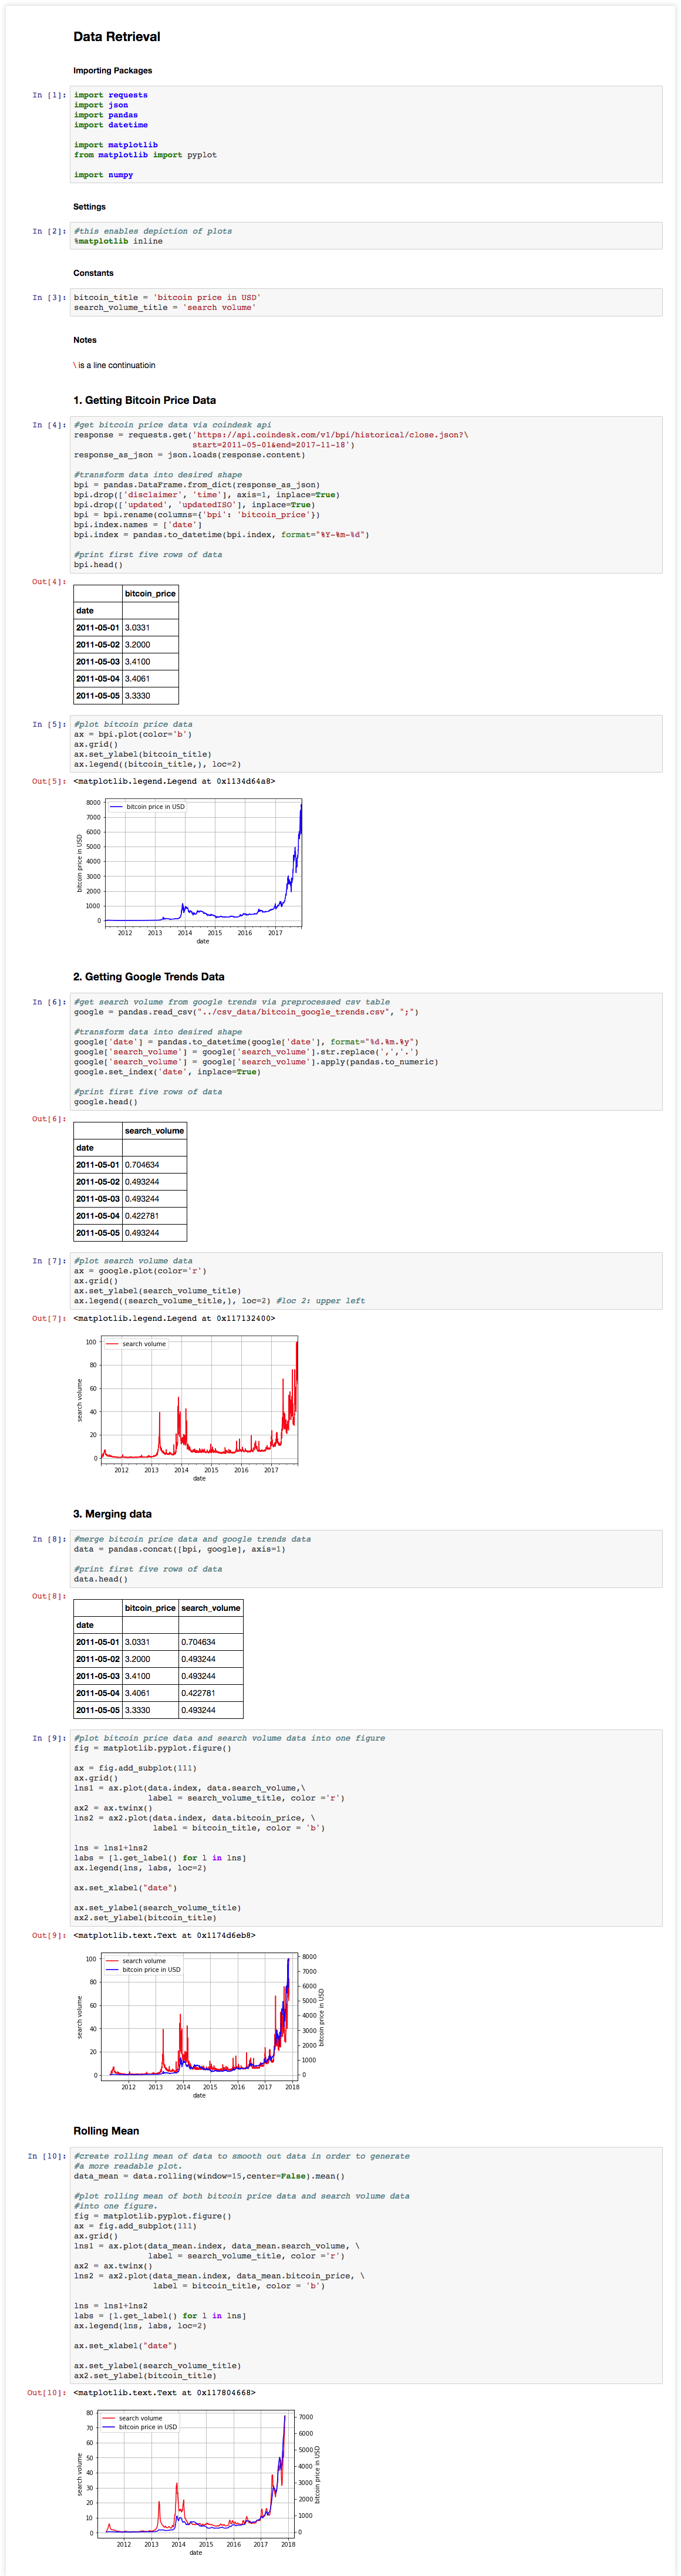 Data Retrieval
Importing Packages
In [1]:
import requests
import json
import pandas
import datetime
import matplotlib
from matplotlib import pyplot
import numpy
Settings
In [2]:
#this enables depiction of plots
%matplotlib inline
Constants
In [3]:
bitcoin_title = 'bitcoin price in USD'
search_volume_title = 'search volume'
Notes
\ is a line continuatioin
1. Getting Bitcoin Price Data
In [4]:
#get bitcoin price data via coindesk api
response = requests.get('https://api.coindesk.com/v1/bpi/historical/close.json?\
start=2011-05-01&end=2017-11-18')
response_as_json = json.loads(response.content)
#transform data into desired shape
bpi = pandas.DataFrame.from_dict(response_as_json)
bpi.drop(['disclaimer', 'time'], axis=1, inplace=True)
bpi.drop(['updated', 'updatedISO'], inplace=True)
bpi = bpi.rename(columns={'bpi': 'bitcoin_price'})
bpi.index.names = ['date']
bpi.index = pandas.to_datetime(bpi.index, format="%Y-%m-%d")
#print first five rows of data
bpi.head()
Out[4]:
bitcoin_price
date
2011-05-01 3.0331
2011-05-02 3.2000
2011-05-03 3.4100
2011-05-04 3.4061
2011-05-05 3.3330
In [5]:
#plot bitcoin price data
ax = bpi.plot(color='b')
ax.grid()
ax.set_ylabel(bitcoin_title)
ax.legend((bitcoin_title,), loc=2)
Out[5]: <matplotlib.legend.Legend at 0x1134d64a8>
bitcoin price in USD
8000
7000
6000
5000
4000
3000
2000
1000
0
bitcoin price in USD
2012 2013 2014 2015 2016 2017
date
2. Getting Google Trends Data
In [6]:
#get search volume from google trends via preprocessed csv table
google = pandas.read_csv("../csv_data/bitcoin_google_trends.csv", ";")
#transform data into desired shape
google['date'] = pandas.to_datetime(google['date'], format="%d.%m.%y")
google['search_volume'] = google['search_volume'].str.replace(',','.')
google['search_volume'] = google['search_volume'].apply(pandas.to_numeric)
google.set_index('date', inplace=True)
#print first five rows of data
google.head()
Out[6]:
search_volume
date
2011-05-01 0.704634
2011-05-02 0.493244
2011-05-03 0.493244
2011-05-04 0.422781
2011-05-05 0.493244
In [7]:
#plot search volume data
ax = google.plot(color='r')
ax.grid()
ax.set_ylabel(search_volume_title)
ax.legend((search_volume_title,), loc=2) #loc 2: upper left
Out[7]: <matplotlib.legend.Legend at 0x117132400>
search volume
100
80
60
40
20
0
search volume
2012 2013 2014 2015 2016 2017
date
3. Merging data
In [8]:
#merge bitcoin price data and google trends data
data = pandas.concat([bpi, google], axis=1)
#print first five rows of data
data.head()
Out[8]:
bitcoin_price search_volume
date
2011-05-01 3.0331 0.704634
2011-05-02 3.2000 0.493244
2011-05-03 3.4100 0.493244
2011-05-04 3.4061 0.422781
2011-05-05 3.3330 0.493244
In [9]:
#plot bitcoin price data and search volume data into one figure
fig = matplotlib.pyplot.figure()
ax = fig.add_subplot(111)
ax.grid()
lns1 = ax.plot(data.index, data.search_volume,\
label = search_volume_title, color ='r')
ax2 = ax.twinx()
lns2 = ax2.plot(data.index, data.bitcoin_price, \
label = bitcoin_title, color = 'b')
lns = lns1+lns2
labs = [l.get_label() for l in lns]
ax.legend(lns, labs, loc=2)
ax.set_xlabel("date")
ax.set_ylabel(search_volume_title)
ax2.set_ylabel(bitcoin_title)
Out[9]: <matplotlib.text.Text at 0x1174d6eb8>
search volume
bitcoin price in USD
100
80
60
40
20
0
search volume
8000
7000
6000
5000
4000
3000
2000
1000
0
bitcoin price in USD
2012 2013 2014 2015 2016 2017 2018
date
Rolling Mean
In [10]:
#create rolling mean of data to smooth out data in order to generate
#a more readable plot.
data_mean = data.rolling(window=15,center=False).mean()
#plot rolling mean of both bitcoin price data and search volume data
#into one figure.
fig = matplotlib.pyplot.figure()
ax = fig.add_subplot(111)
ax.grid()
lns1 = ax.plot(data_mean.index, data_mean.search_volume, \
label = search_volume_title, color ='r')
ax2 = ax.twinx()
lns2 = ax2.plot(data_mean.index, data_mean.bitcoin_price, \
label = bitcoin_title, color = 'b')
lns = lns1+lns2
labs = [l.get_label() for l in lns]
ax.legend(lns, labs, loc=2)
ax.set_xlabel("date")
ax.set_ylabel(search_volume_title)
ax2.set_ylabel(bitcoin_title)
Out[10]: <matplotlib.text.Text at 0x117804668>
search volume
bitcoin price in USD
80
70
60
50
40
30
20
10
0
search volume
7000
6000
5000
4000
3000
2000
1000
0
bitcoin price in USD
2012 2013 2014 2015 2016 2017 2018
date